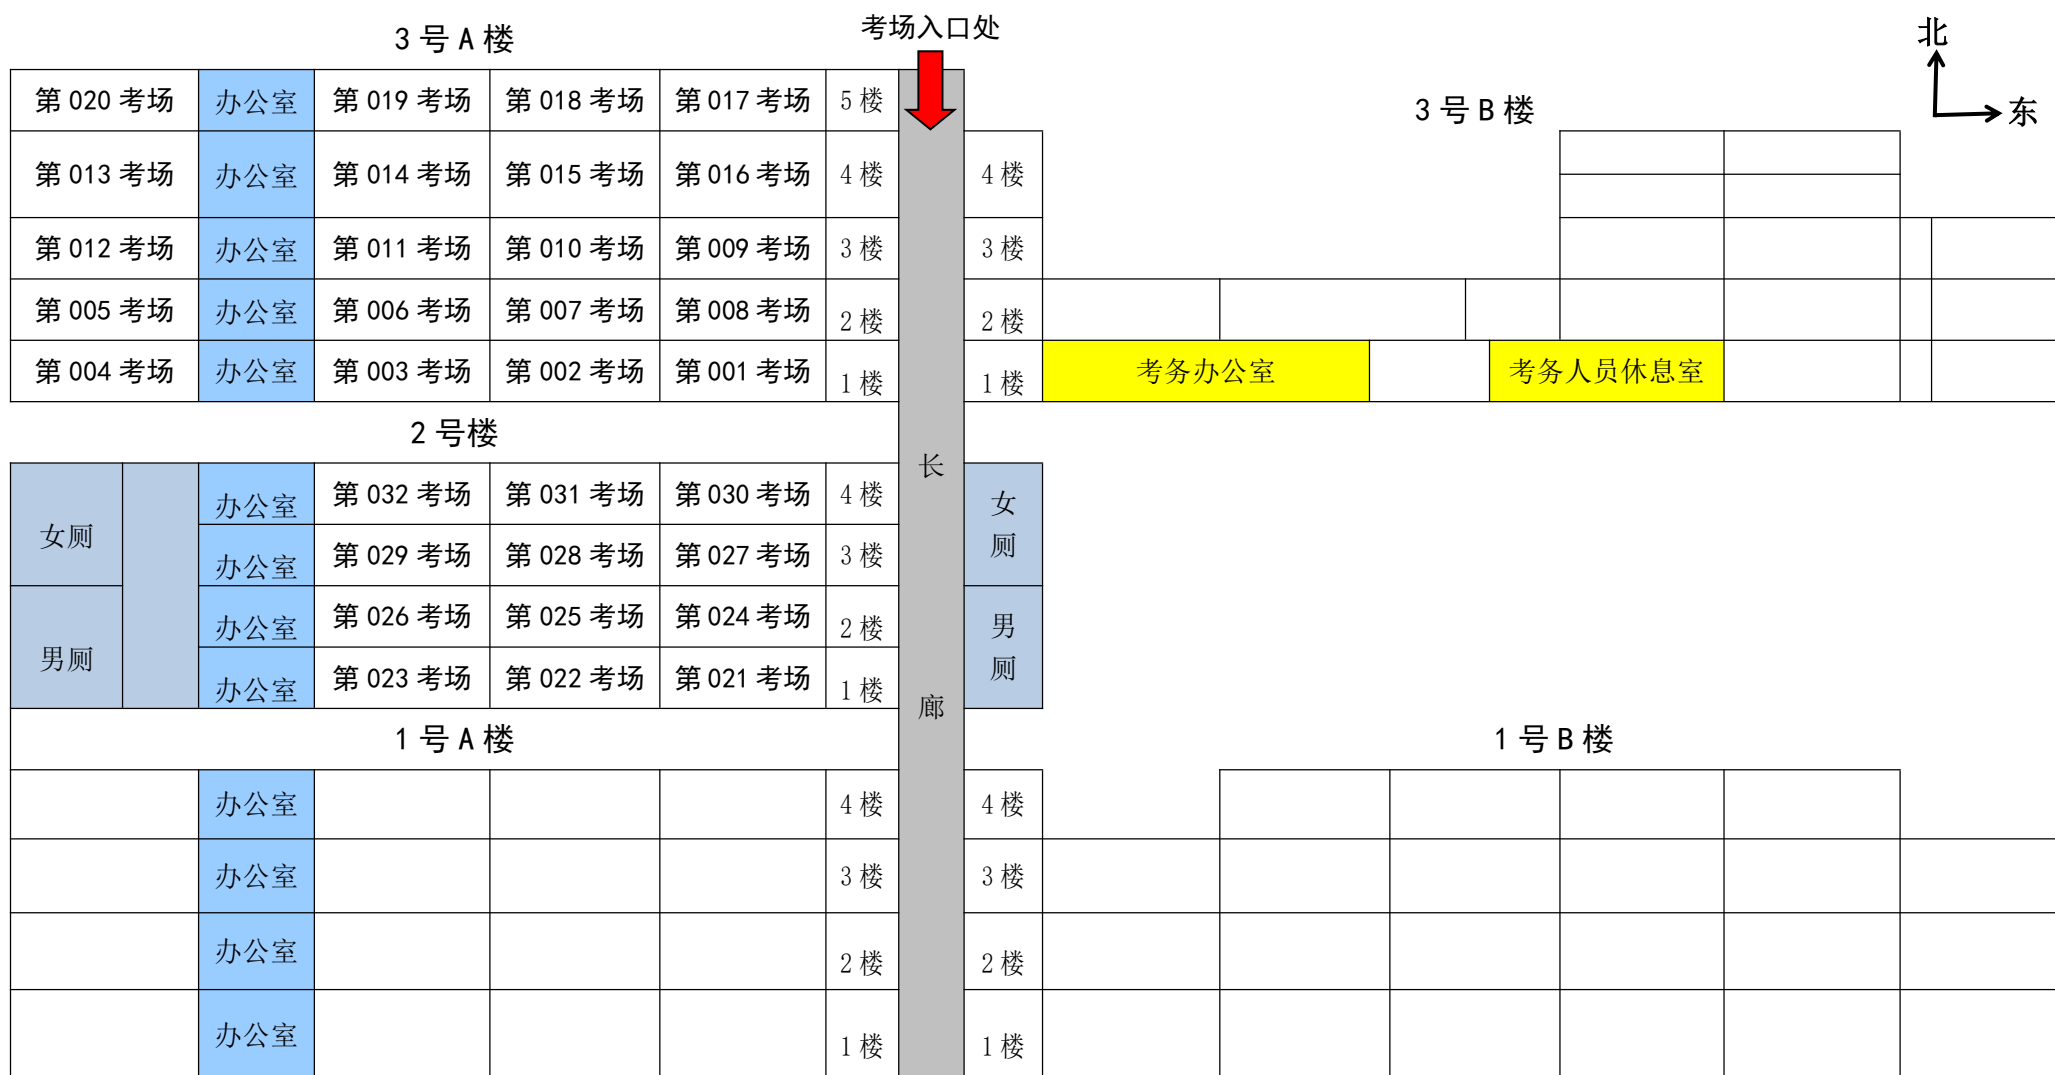 考场入口处
北
3 号 A 楼
第 020 考场 办公室 第 019 考场 第 018 考场 第 017 考场 5 楼
3 号 B 楼
东
第 013 考场 办公室 第 014 考场 第 015 考场 第 016 考场 4 楼 4 楼
第 012 考场 办公室 第 011 考场 第 010 考场 第 009 考场 3 楼 3 楼
第 005 考场 办公室 第 006 考场 第 007 考场 第 008 考场 2 楼 2 楼
第 004 考场 办公室 第 003 考场 第 002 考场 第 001 考场 1 楼 1 楼 考务办公室 考务人员休息室
2 号楼
长廊
女厕 办公室 第 032 考场 第 031 考场 第 030 考场 4 楼 女厕
办公室 第 029 考场 第 028 考场 第 027 考场 3 楼
男厕 办公室 第 026 考场 第 025 考场 第 024 考场 2 楼 男厕
办公室 第 023 考场 第 022 考场 第 021 考场 1 楼
1 号 A 楼 1 号 B 楼
办公室 4 楼 4 楼
办公室 3 楼 3 楼
办公室 2 楼 2 楼
办公室 1 楼 1 楼